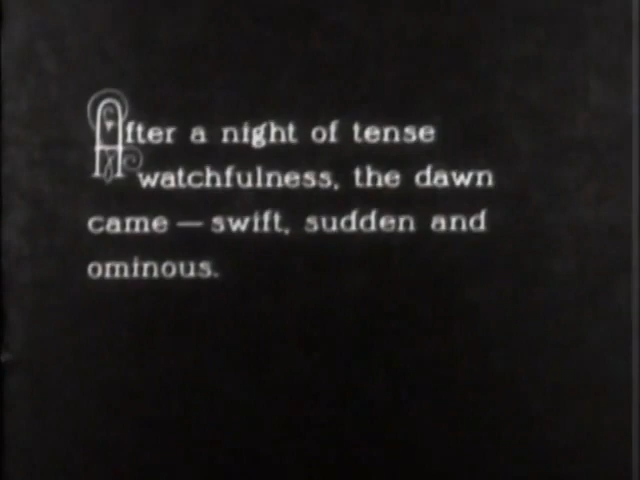 After a night of tense
watchfulness, the dawn
came — swift, sudden and
ominous.